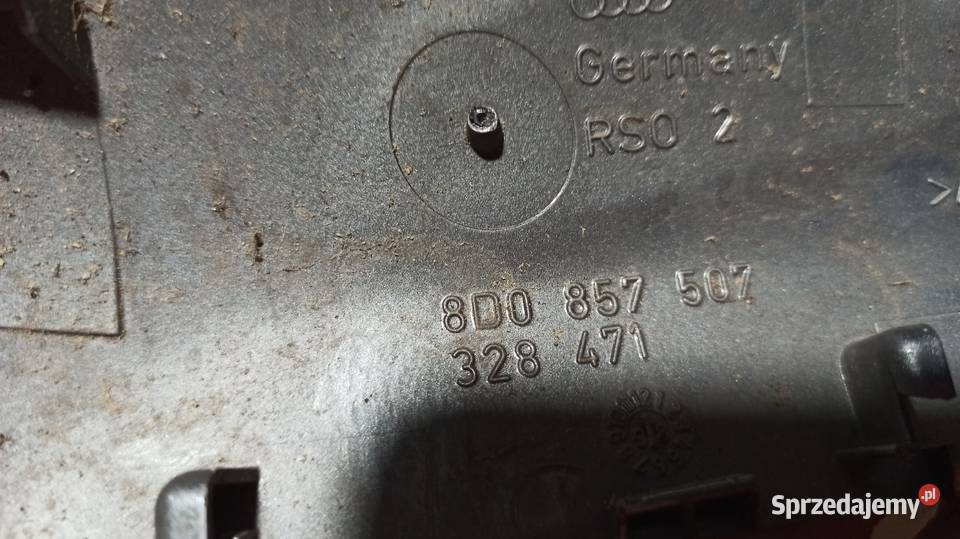 Germany
RSO 2
>
8D0 857 507
328 471
Sprzedajemy.pl